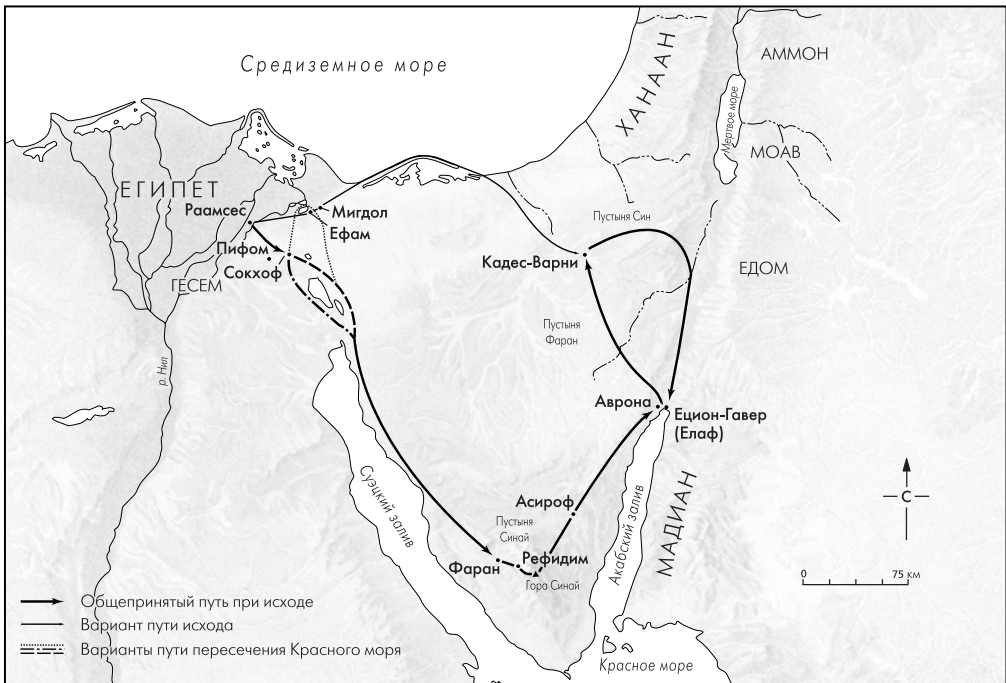 Средиземное море
ХАНААН
АММОН
Мертвое море
МОАВ
ЕГИПЕТ
Раамсес
Мигдол
Ефам
Пустыня Син
Пифом
Сокхоф
ГЕСЕМ
Кадес-Варни
ЕДОМ
Пустыня
Фаран
р. Нил
Аврона
Ецион-Гавер
(Елаф)
Суэцкий залив
Асироф
Пустыня
Синай
Рефидим
Фаран
Гора Синай
Акабский залив
МАДИАН
С
0 75 км
Красное море
Общепринятый путь при исходе
Вариант пути исхода
Варианты пути пересечения Красного моря